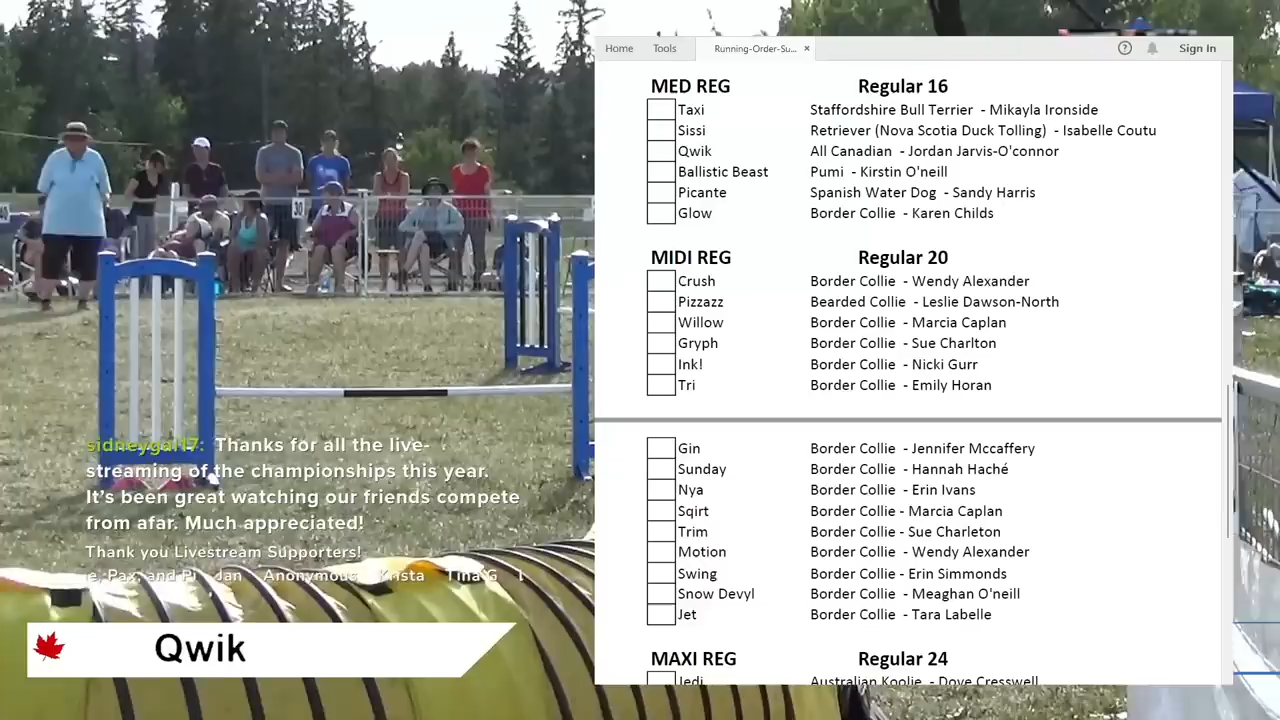 Home Tools Running-Order-Su... × Sign In
MED REG Regular 16
Taxi Staffordshire Bull Terrier - Mikayla Ironside
Sissi Retriever (Nova Scotia Duck Tolling) - Isabelle Coutu
Qwik All Canadian - Jordan Jarvis-O'connor
Ballistic Beast Pumi - Kirstin O'neill
Picante Spanish Water Dog - Sandy Harris
Glow Border Collie - Karen Childs
MIDI REG Regular 20
Crush Border Collie - Wendy Alexander
Pizzazz Bearded Collie - Leslie Dawson-North
Willow Border Collie - Marcia Caplan
Gryph Border Collie - Sue Charlton
Ink! Border Collie - Nicki Gurr
Tri Border Collie - Emily Horan
Gin Border Collie - Jennifer Mccaffery
Sunday Border Collie - Hannah Haché
Nya Border Collie - Erin Ivans
Sqirt Border Collie - Marcia Caplan
Trim Border Collie - Sue Charleton
Motion Border Collie - Wendy Alexander
Swing Border Collie - Erin Simmonds
Snow Devyl Border Collie - Meaghan O'neill
Jet Border Collie - Tara Labelle
MAXI REG Regular 24
Jedi Australian Koolie - Dove Cresswell
30
sidneygal17: Thanks for all the live-
streaming of the championships this year.
It's been great watching our friends compete
from afar. Much appreciated!
Thank you Livestream Supporters!
e, Pax, and Pi Jan Anonymous Krista Tina G
Qwik